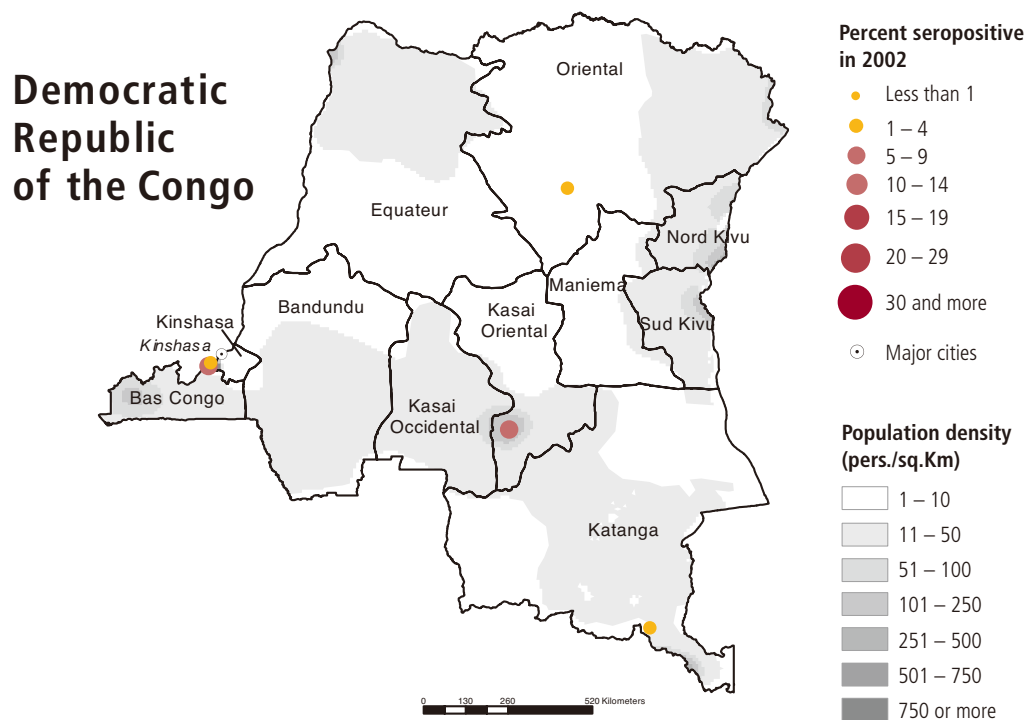 Democratic
Republic
of the Congo
Oriental
Equateur
Nord Kivu
Maniema
Bandundu
Kasai
Oriental
Sud Kivu
Kinshasa
Kinshasa
Bas Congo
Kasai
Occidental
Katanga
0 130 260 520 Kilometers
Percent seropositive
in 2002
Less than 1
1 – 4
5 – 9
10 – 14
15 – 19
20 – 29
30 and more
Major cities
Population density
(pers./sq.Km)
1 – 10
11 – 50
51 – 100
101 – 250
251 – 500
501 – 750
750 or more